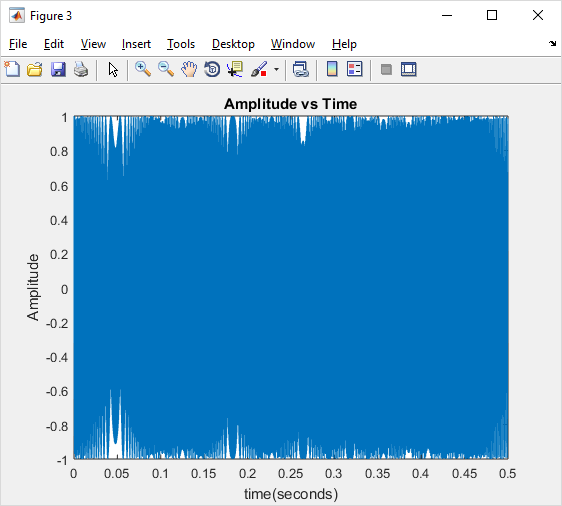 Figure 3
File Edit View Insert Tools Desktop Window Help
Amplitude vs Time
1
0.8
0.6
0.4
0.2
0
-0.2
-0.4
-0.6
-0.8
-1
Amplitude
0 0.05 0.1 0.15 0.2 0.25 0.3 0.35 0.4 0.45 0.5
time(seconds)